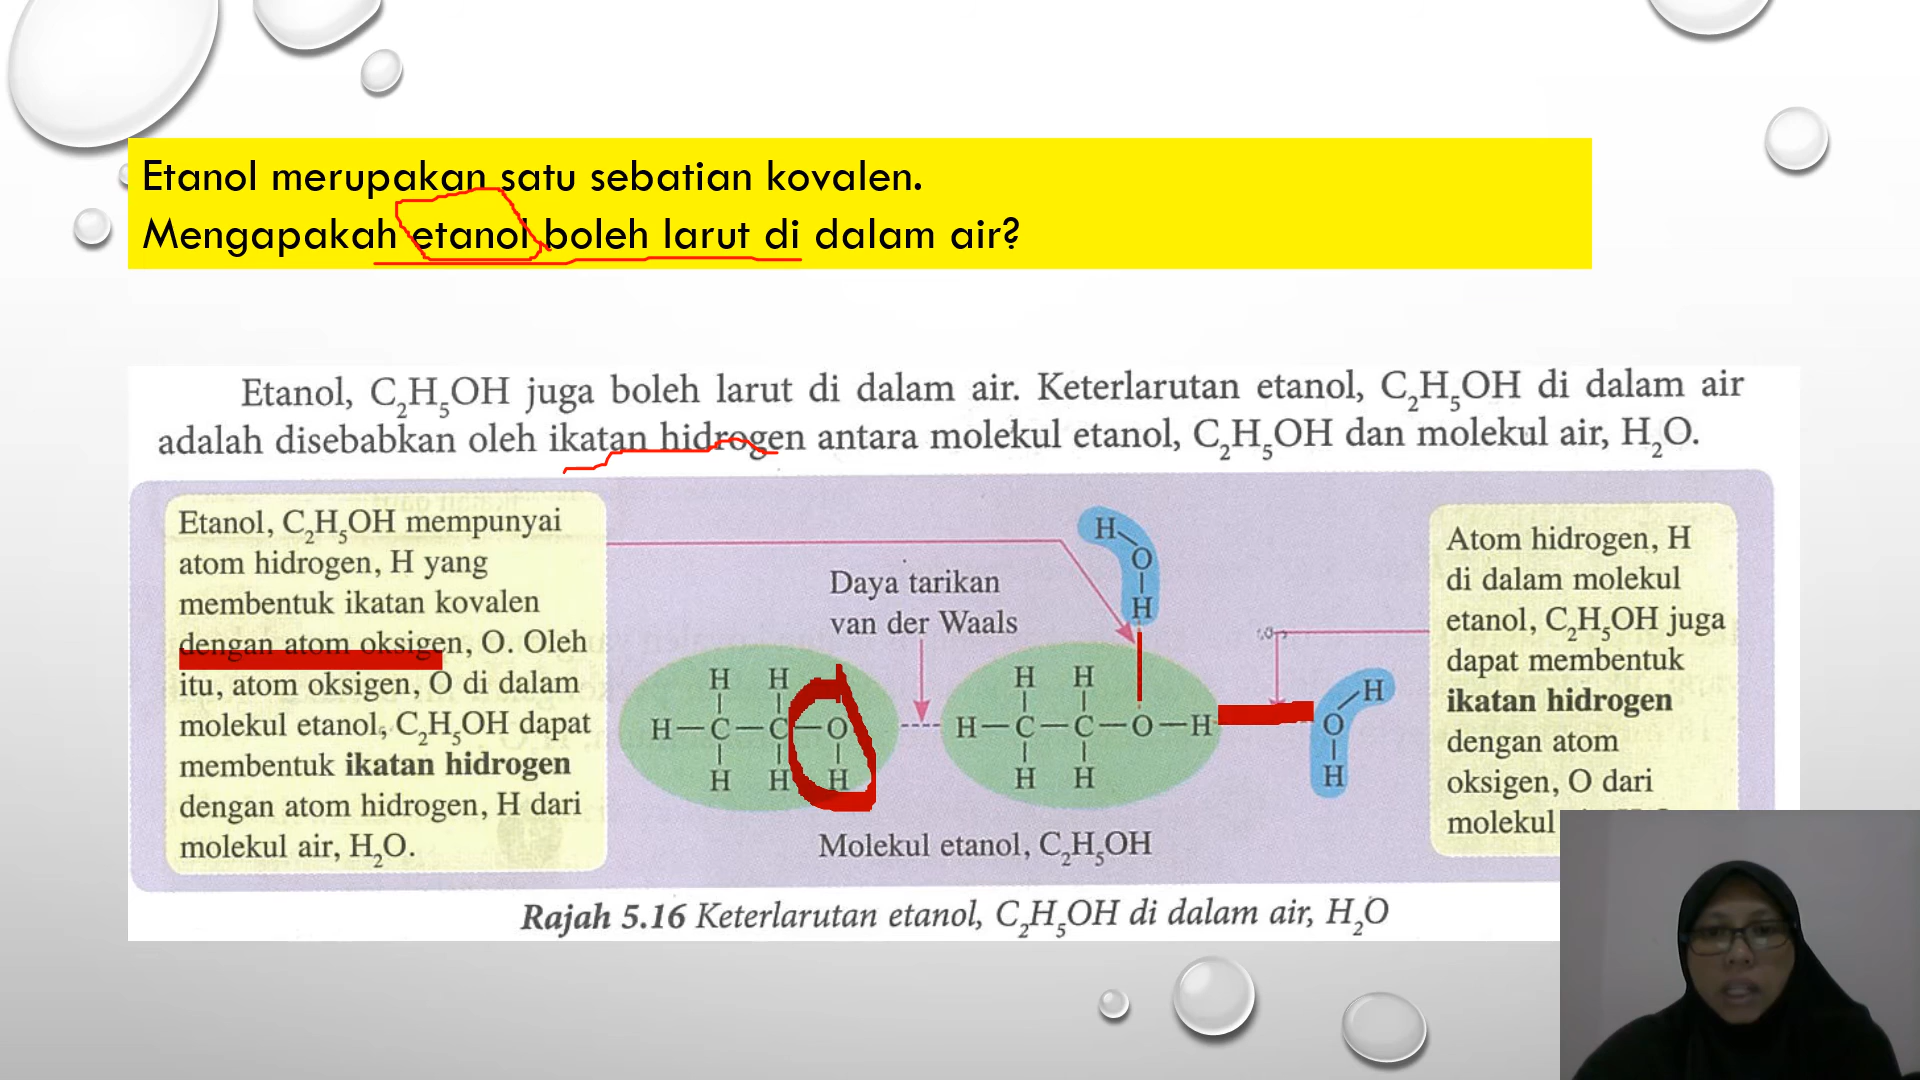 Etanol merupakan satu sebatian kovalen.
Mengapakah etanol boleh larut di dalam air?
Etanol, C₂H₅OH juga boleh larut di dalam air. Keterlarutan etanol, C₂H₅OH di dalam air
adalah disebabkan oleh ikatan hidrogen antara molekul etanol, C₂H₅OH dan molekul air, H₂O.
Etanol, C₂H₅OH mempunyai
atom hidrogen, H yang
membentuk ikatan kovalen
dengan atom oksigen, O. Oleh
itu, atom oksigen, O di dalam
molekul etanol, C₂H₅OH dapat
membentuk ikatan hidrogen
dengan atom hidrogen, H dari
molekul air, H₂O.
Daya tarikan
van der Waals
H H
H—C—C—O
H H H
H H
H—C—C—O—H
H H
H
O
H
H
O
H
Molekul etanol, C₂H₅OH
Atom hidrogen, H
di dalam molekul
etanol, C₂H₅OH juga
dapat membentuk
ikatan hidrogen
dengan atom
oksigen, O dari
molekul
Rajah 5.16 Keterlarutan etanol, C₂H₅OH di dalam air, H₂O